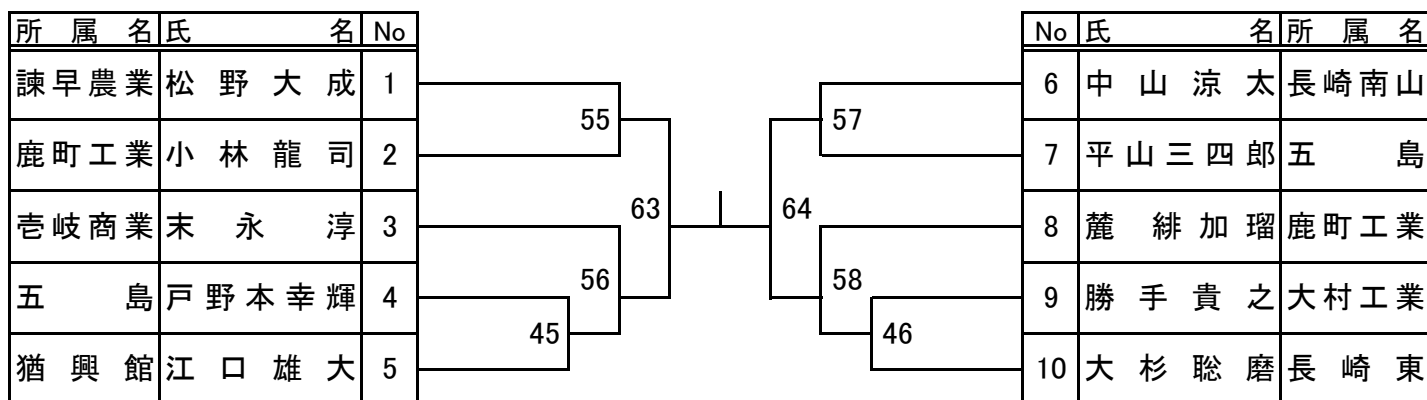 所属名 氏名 No
諫早農業 松野大成 1
鹿町工業 小林龍司 2
壱岐商業 末永淳 3
五島 戸野本幸輝 4
猶興館 江口雄大 5
55
63
56
45
57
64
58
46
No 氏名 所属名
6 中山涼太 長崎南山
7 平山三四郎 五島
8 麓緋加瑠 鹿町工業
9 勝手貴之 大村工業
10 大杉聡磨 長崎東